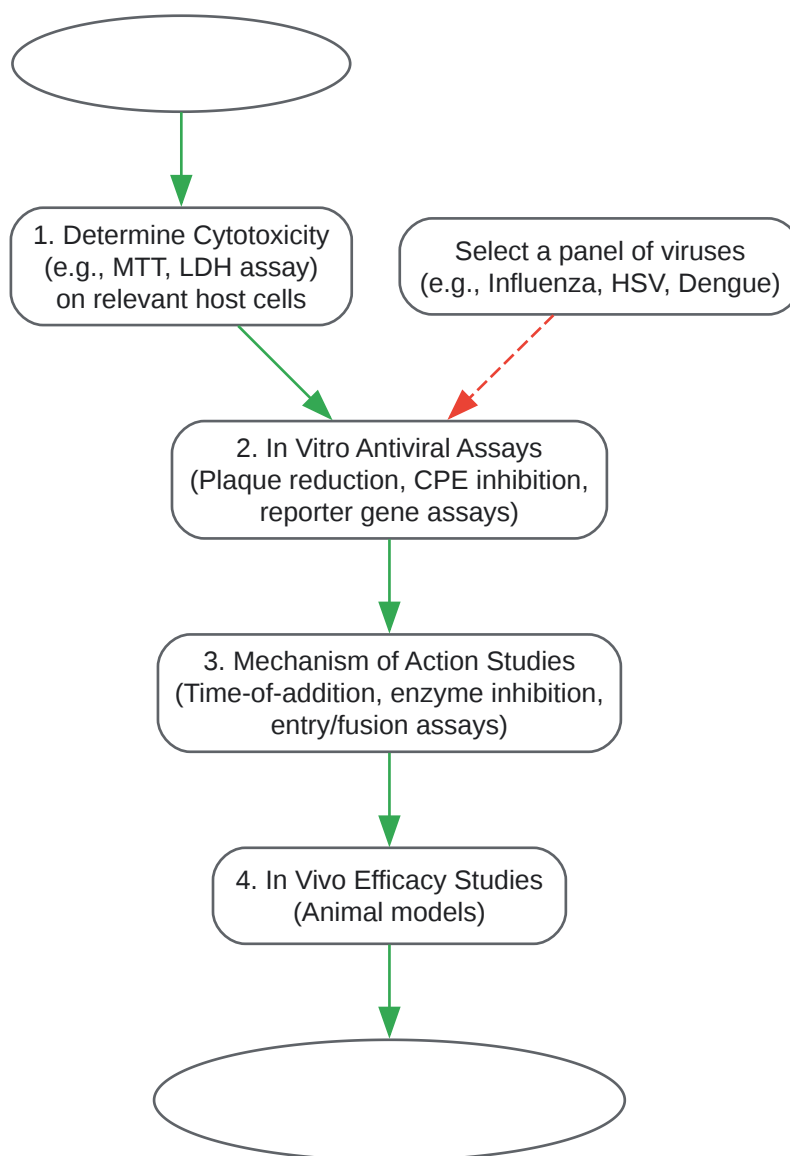 1. Determine Cytotoxicity
(e.g., MTT, LDH assay)
on relevant host cells
Select a panel of viruses
(e.g., Influenza, HSV, Dengue)
2. In Vitro Antiviral Assays
(Plaque reduction, CPE inhibition,
reporter gene assays)
3. Mechanism of Action Studies
(Time-of-addition, enzyme inhibition,
entry/fusion assays)
4. In Vivo Efficacy Studies
(Animal models)